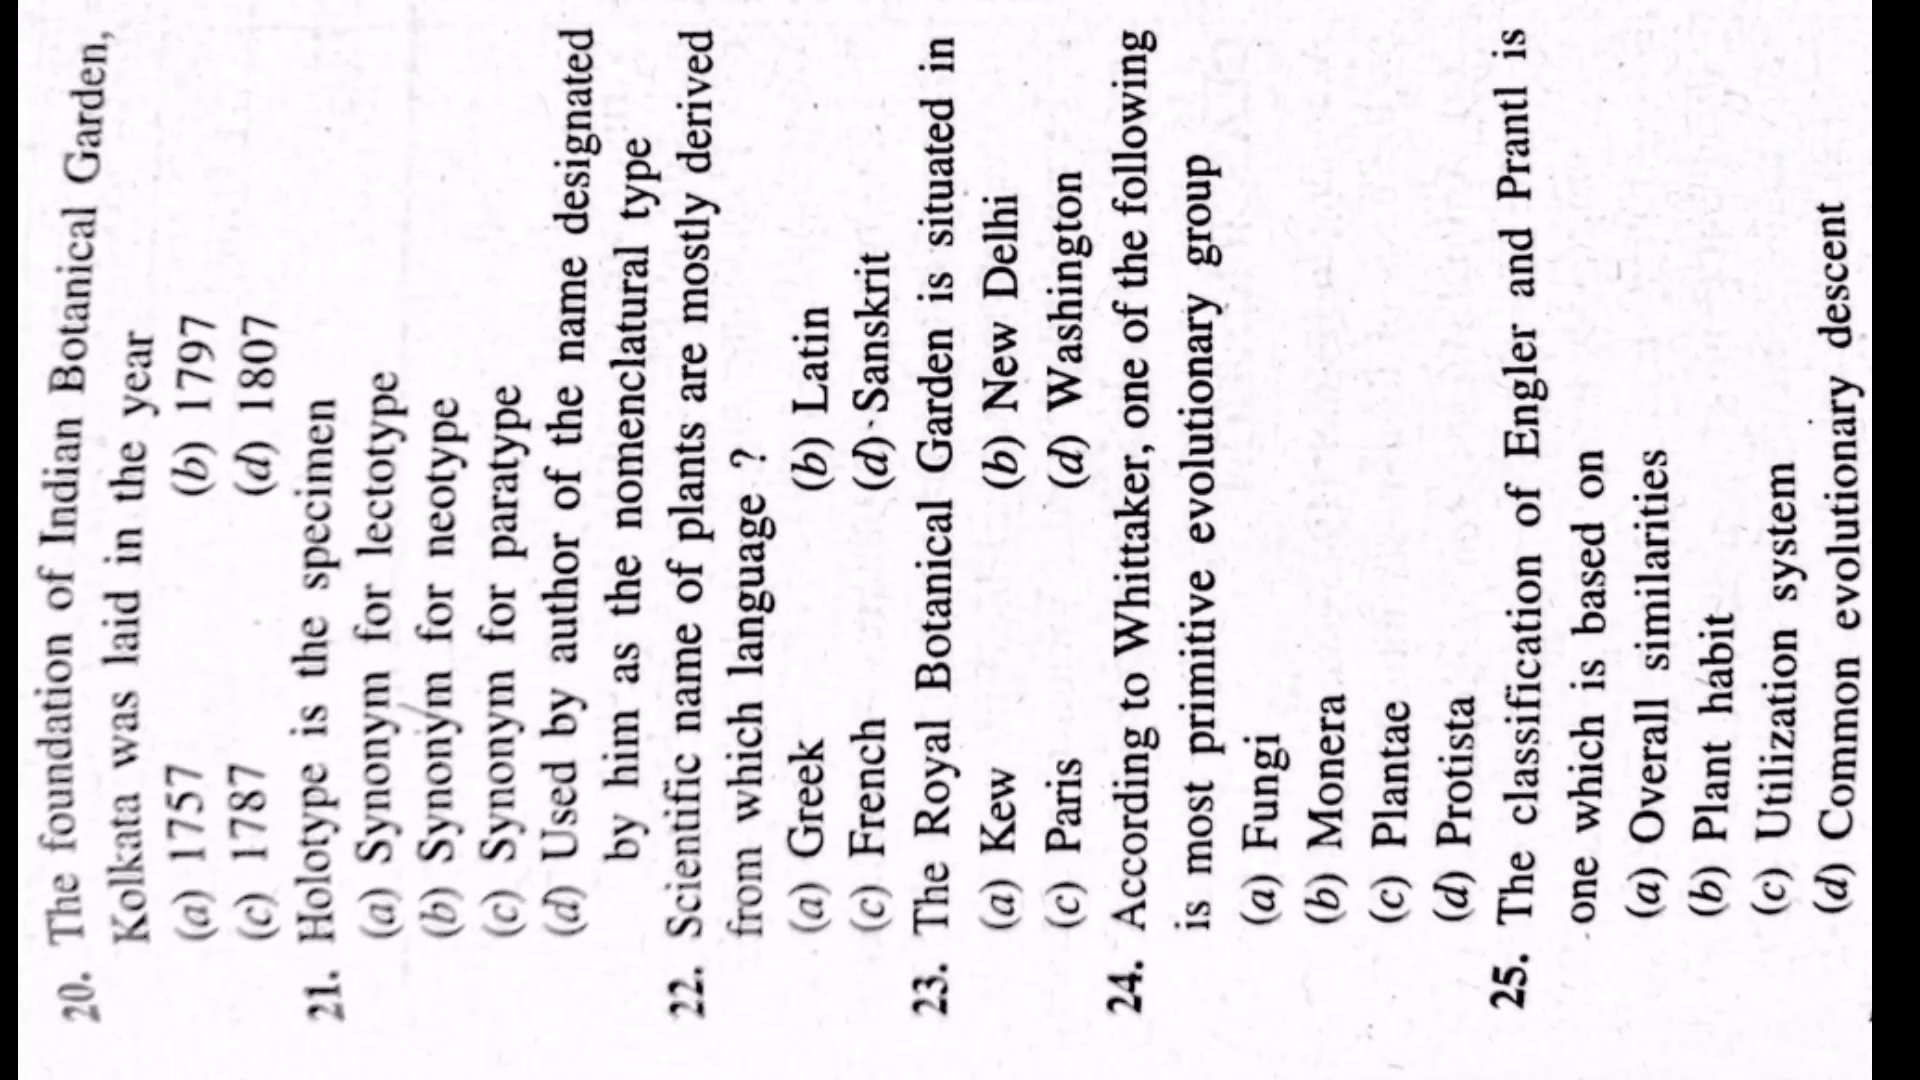 20. The foundation of Indian Botanical Garden,
Kolkata was laid in the year
(a) 1757 (b) 1797
(c) 1787 (d) 1807
21. Holotype is the specimen
(a) Synonym for lectotype
(b) Synonym for neotype
(c) Synonym for paratype
(d) Used by author of the name designated
by him as the nomenclatural type
22. Scientific name of plants are mostly derived
from which language ?
(a) Greek (b) Latin
(c) French (d) Sanskrit
23. The Royal Botanical Garden is situated in
(a) Kew (b) New Delhi
(c) Paris (d) Washington
24. According to Whittaker, one of the following
is most primitive evolutionary group
(a) Fungi
(b) Monera
(c) Plantae
(d) Protista
25. The classification of Engler and Prantl is
one which is based on
(a) Overall similarities
(b) Plant habit
(c) Utilization system
(d) Common evolutionary descent